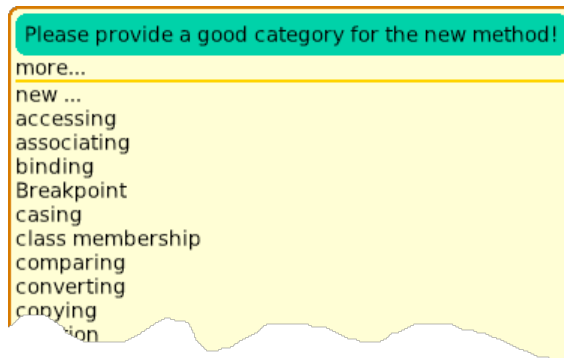 Please provide a good category for the new method!
more...
new ...
accessing
associating
binding
Breakpoint
casing
class membership
comparing
converting
copying